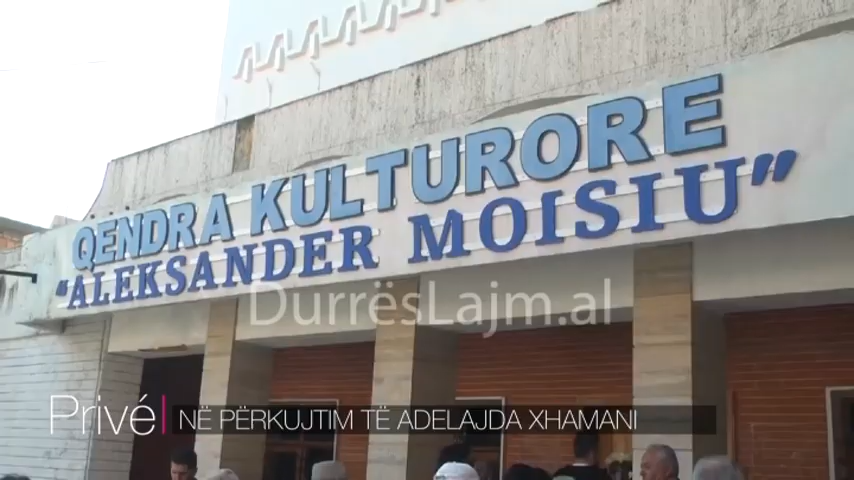 QENDRA KULTURORE
"ALEKSANDER MOISIU"
DurrësLajm.al
Privé NË PËRKUJTIM TË ADELAJDA XHAMANI